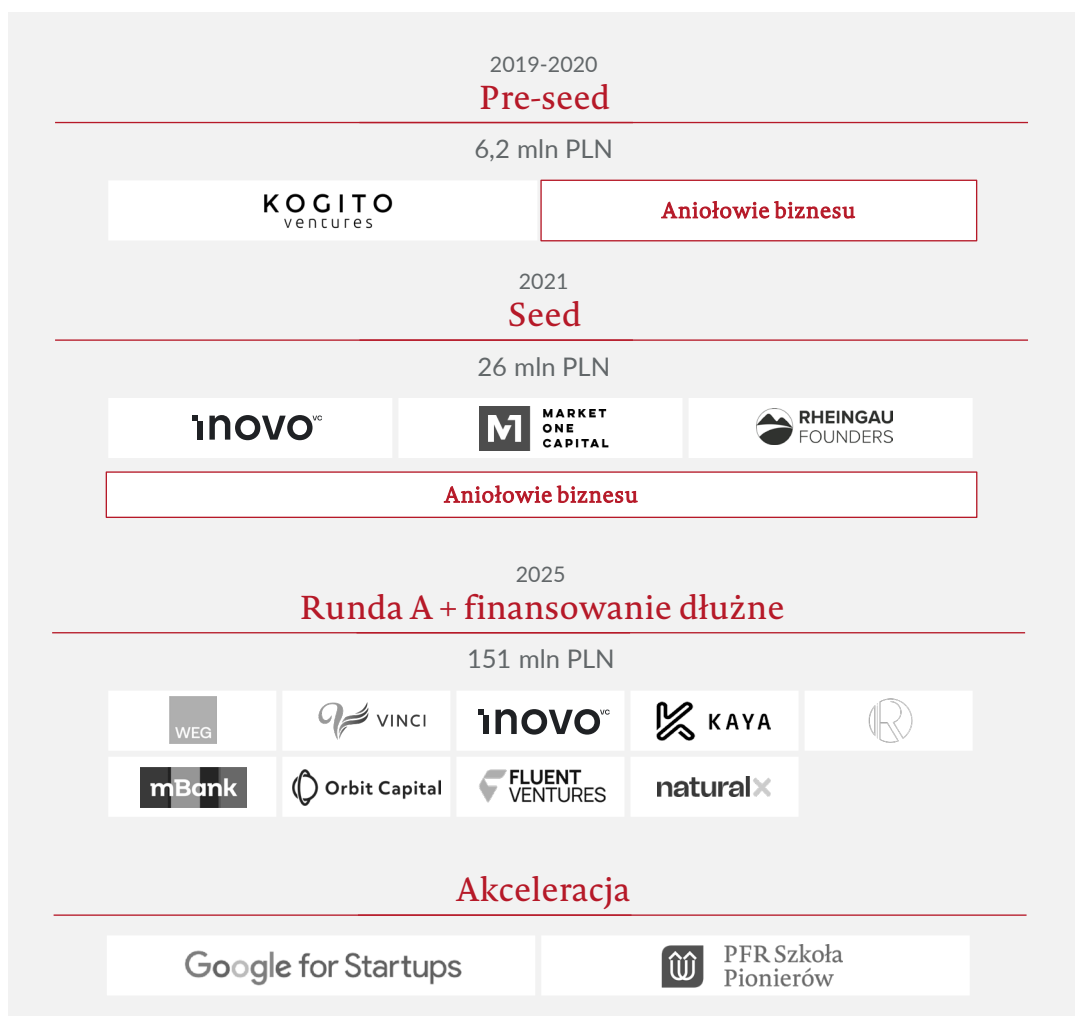 2019-2020
Pre-seed
6,2 mln PLN
KOGITO
ventures
Aniołowie biznesu
2021
Seed
26 mln PLN
inovo vc
MARKET
ONE
CAPITAL
RHEINGAU
FOUNDERS
Aniołowie biznesu
2025
Runda A + finansowanie dłużne
151 mln PLN
WEG
VINCI
inovo vc
KAYA
R
mBank
Orbit Capital
FLUENT
VENTURES
naturalX
Akceleracja
Google for Startups
PFR Szkoła
Pionierów